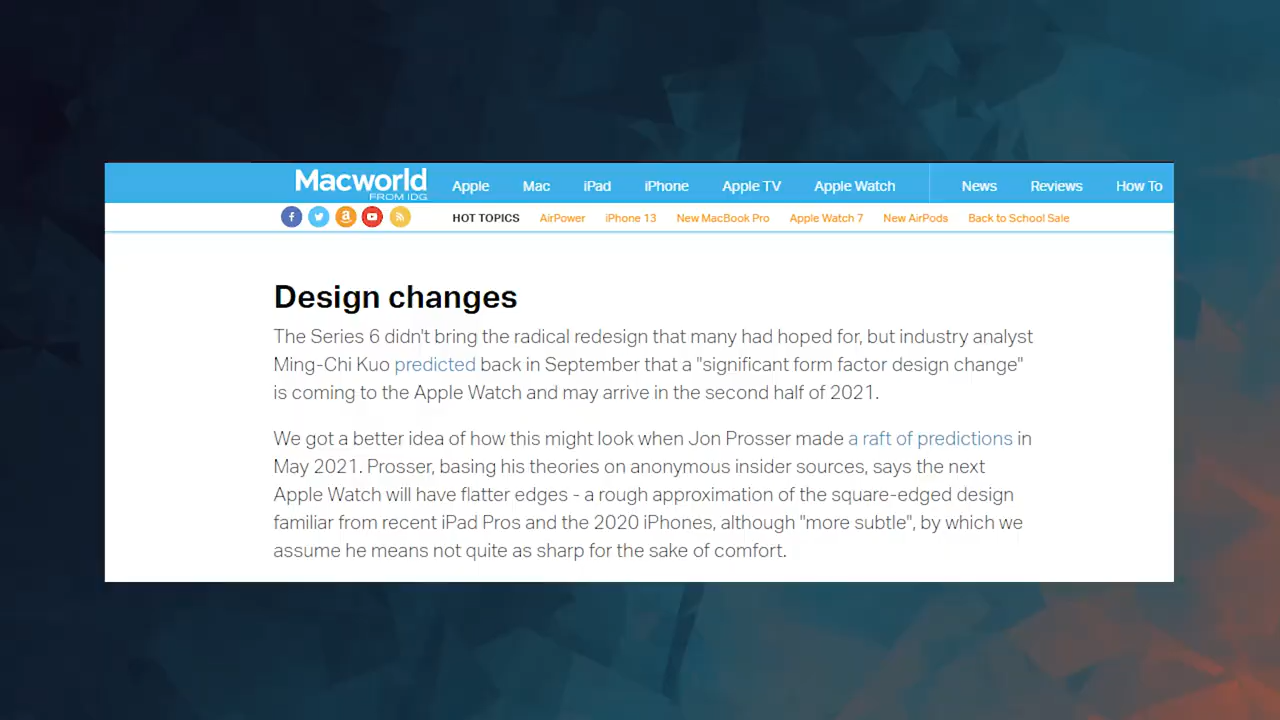 Macworld
FROM IDG
Apple Mac iPad iPhone Apple TV Apple Watch News Reviews How To
HOT TOPICS AirPower iPhone 13 New MacBook Pro Apple Watch 7 New AirPods Back to School Sale
Design changes
The Series 6 didn't bring the radical redesign that many had hoped for, but industry analyst
Ming-Chi Kuo predicted back in September that a "significant form factor design change"
is coming to the Apple Watch and may arrive in the second half of 2021.
We got a better idea of how this might look when Jon Prosser made a raft of predictions in
May 2021. Prosser, basing his theories on anonymous insider sources, says the next
Apple Watch will have flatter edges - a rough approximation of the square-edged design
familiar from recent iPad Pros and the 2020 iPhones, although "more subtle", by which we
assume he means not quite as sharp for the sake of comfort.